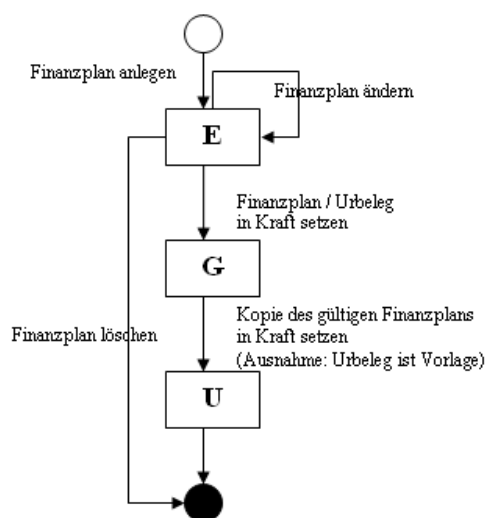 Finanzplan anlegen
Finanzplan ändern
E
Finanzplan / Urbeleg
in Kraft setzen
G
Kopie des gültigen Finanzplans
in Kraft setzen
(Ausnahme: Urbeleg ist Vorlage)
Finanzplan löschen
U